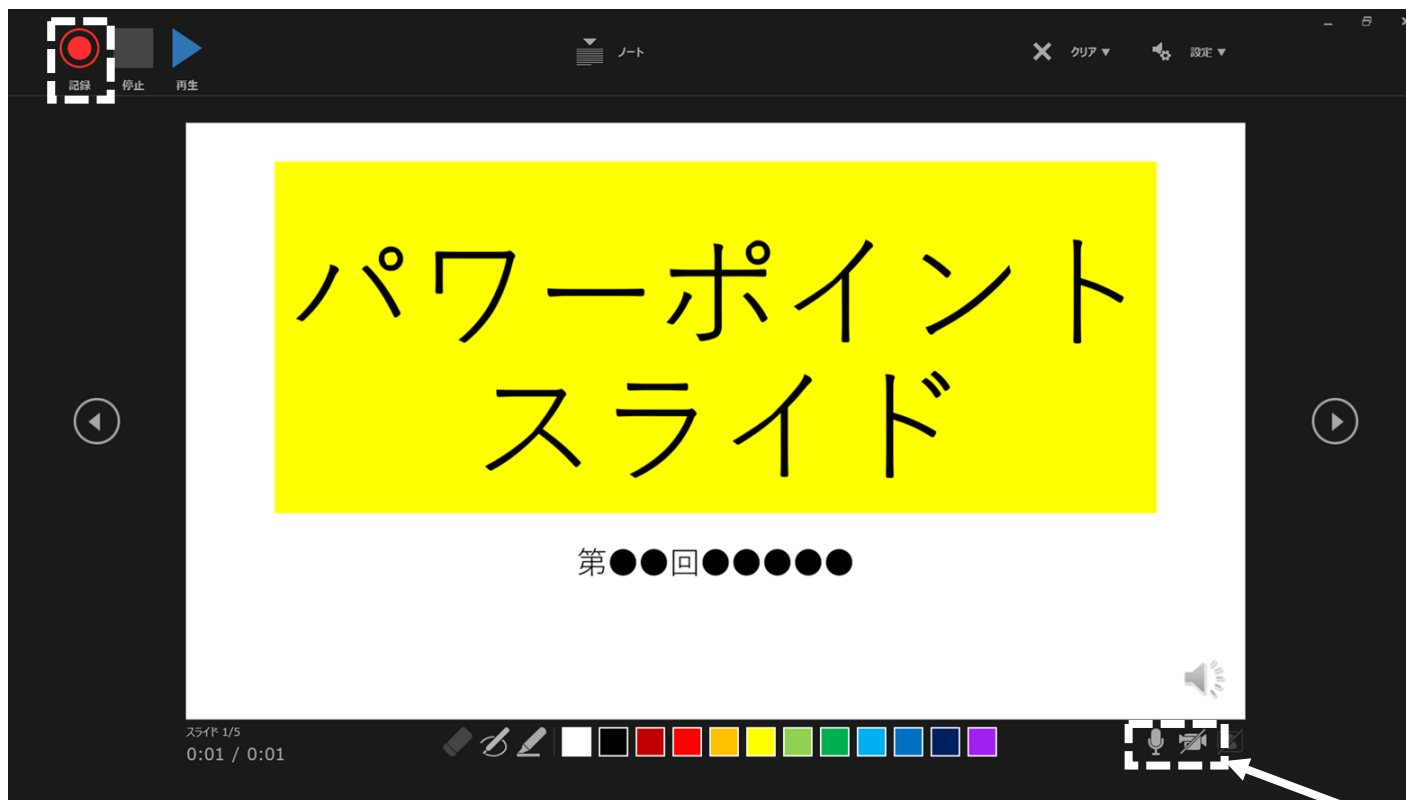 記録 停止 再生
ノート
クリア
設定
パワーポイント
スライド
第●●回●●●●●
スライド 1/5
0:01 / 0:01